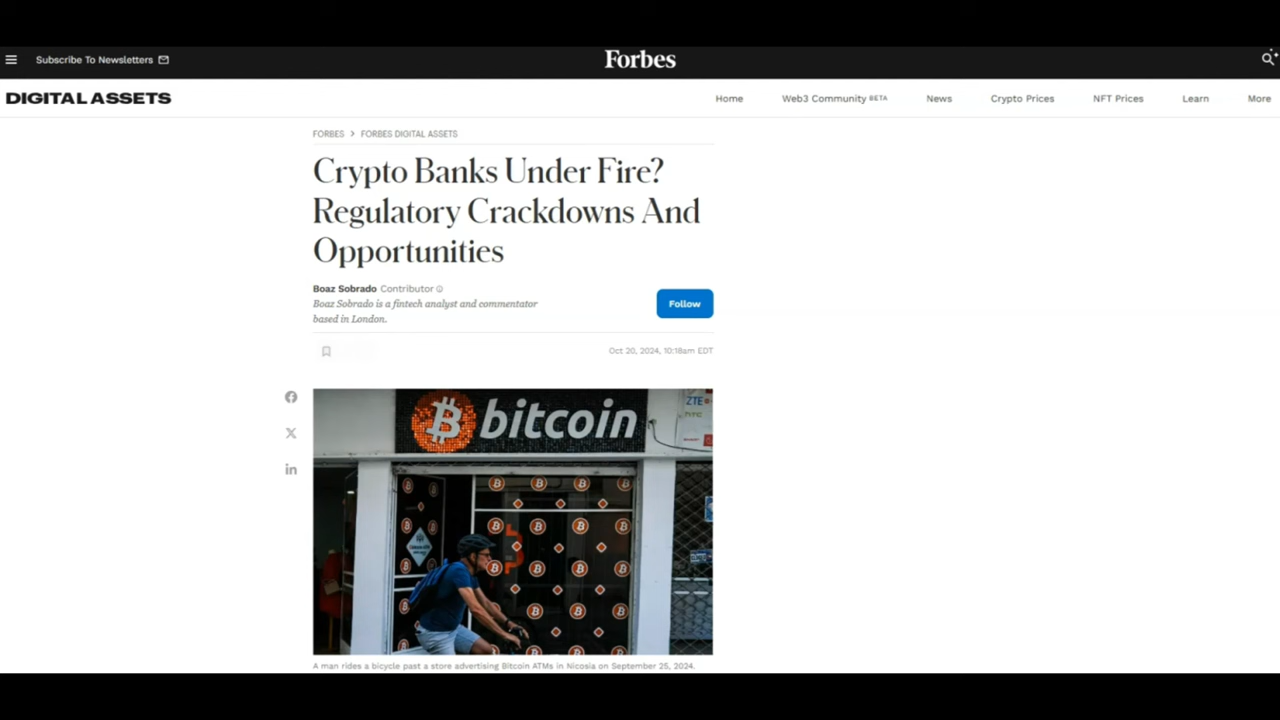 Subscribe To Newsletters
Forbes
DIGITAL ASSETS
Home Web3 Community BETA News Crypto Prices NFT Prices Learn More
FORBES > FORBES DIGITAL ASSETS
Crypto Banks Under Fire?
Regulatory Crackdowns And
Opportunities
Boaz Sobrado Contributor
Boaz Sobrado is a fintech analyst and commentator
based in London.
Follow
Oct 20, 2024, 10:18am EDT
bitcoin
ZTE
A man rides a bicycle past a store advertising Bitcoin ATMs in Nicosia on September 25, 2024.